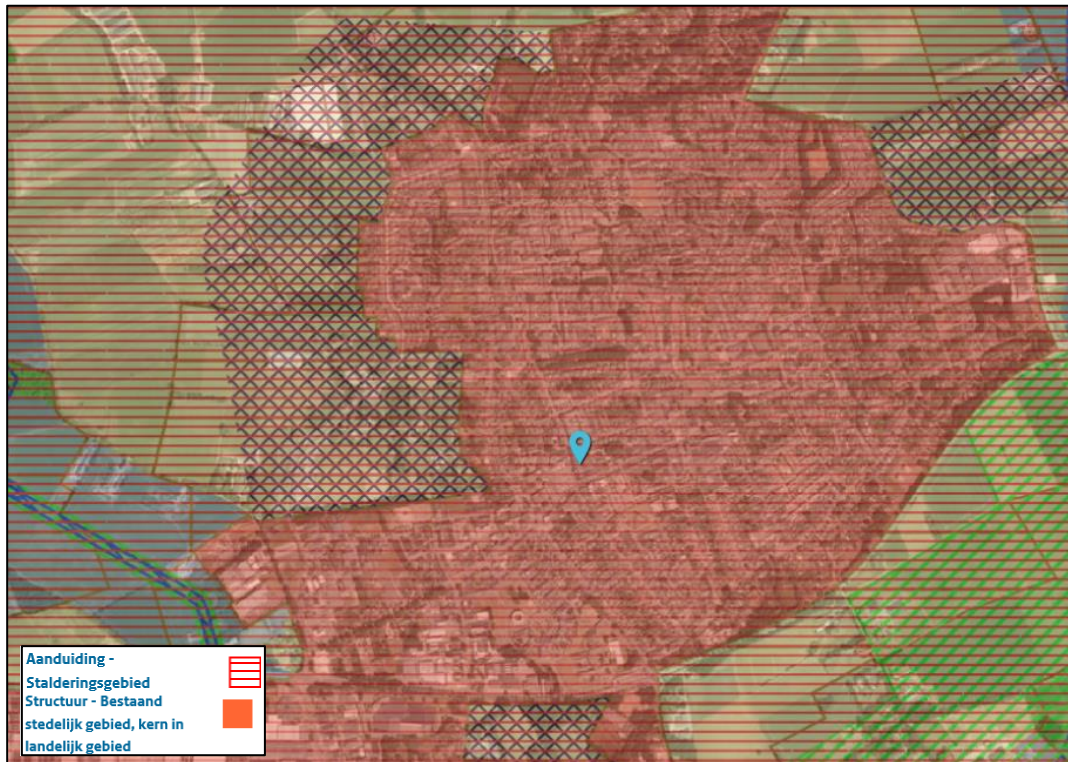 Aanduiding -
Stalderingsgebied
Structuur - Bestaand
stedelijk gebied, kern in
landelijk gebied